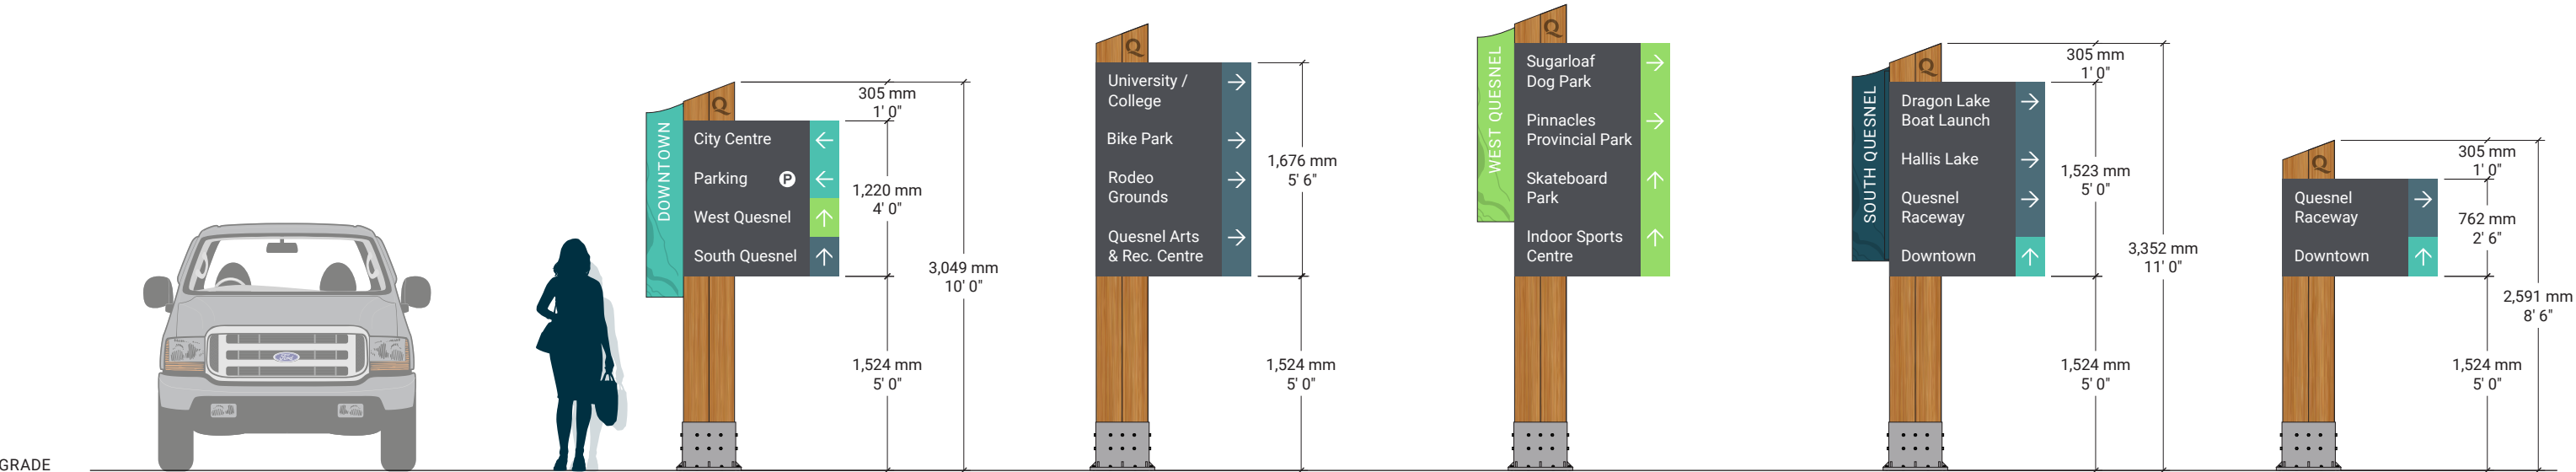 GRADE
Ford
DOWNTOWN
Q
City Centre
Parking P
West Quesnel
South Quesnel
305 mm
1' 0"
1,220 mm
4' 0"
1,524 mm
5' 0"
3,049 mm
10' 0"
Q
University /
College
Bike Park
Rodeo
Grounds
Quesnel Arts
& Rec. Centre
1,676 mm
5' 6"
1,524 mm
5' 0"
WEST QUESNEL
Q
Sugarloaf
Dog Park
Pinnacles
Provincial Park
Skateboard
Park
Indoor Sports
Centre
SOUTH QUESNEL
Q
Dragon Lake
Boat Launch
Hallis Lake
Quesnel
Raceway
Downtown
305 mm
1' 0"
1,523 mm
5' 0"
1,524 mm
5' 0"
3,352 mm
11' 0"
Q
Quesnel
Raceway
Downtown
305 mm
1' 0"
762 mm
2' 6"
1,524 mm
5' 0"
2,591 mm
8' 6"